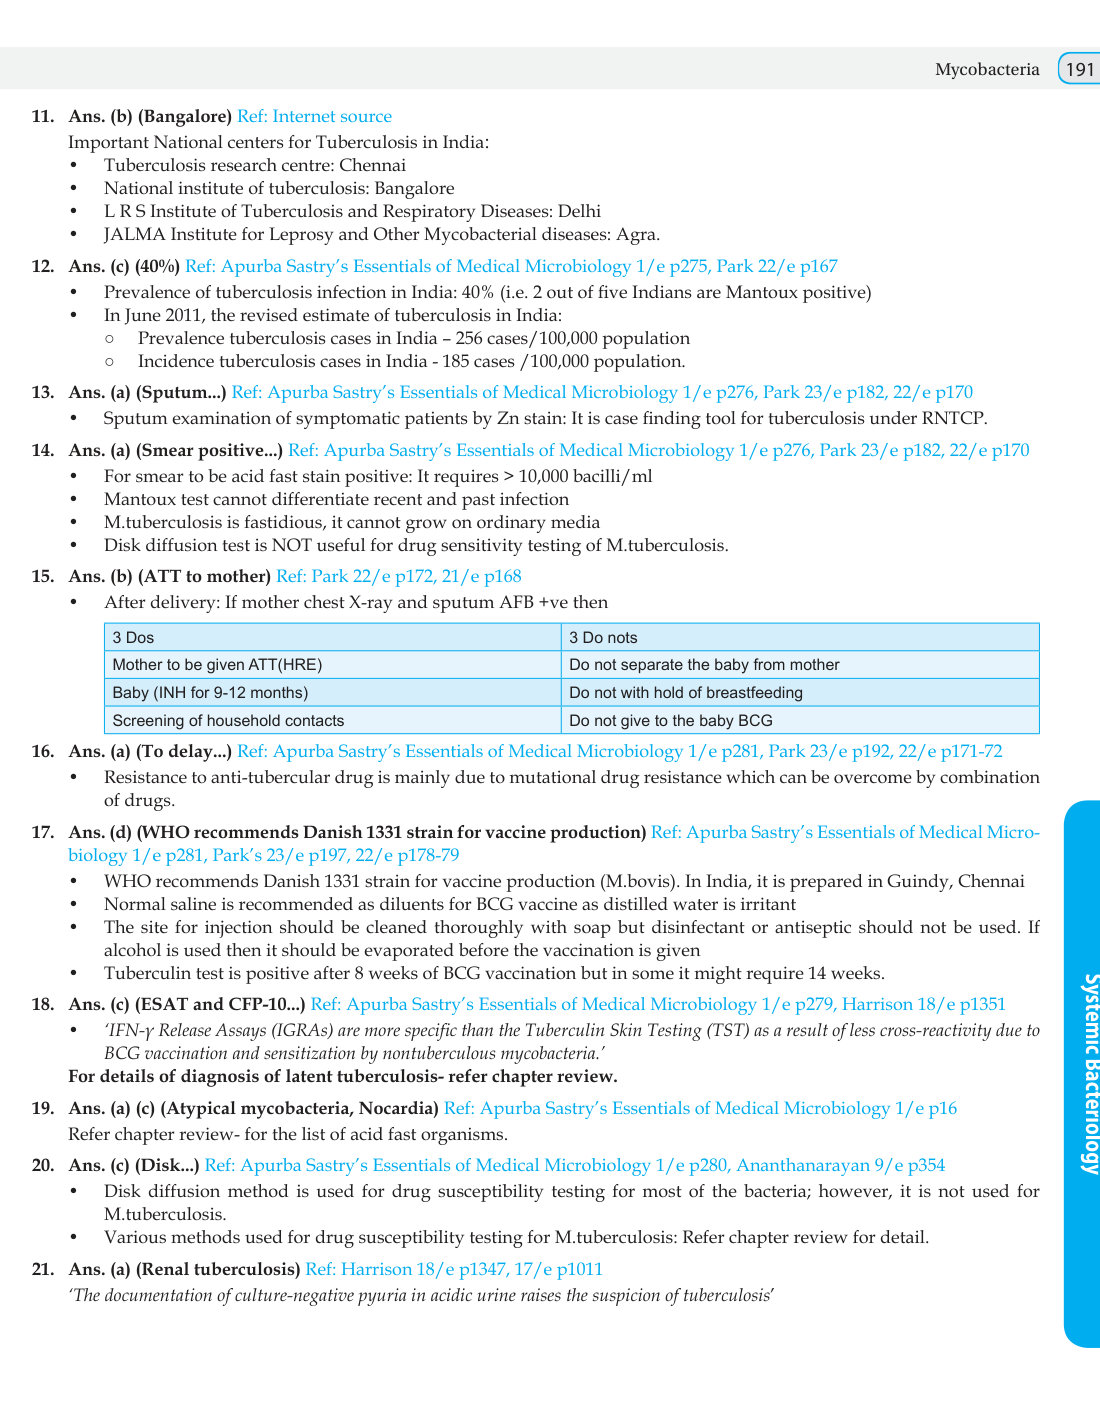 Mycobacteria 191
11. Ans. (b) (Bangalore) Ref: Internet source
Important National centers for Tuberculosis in India:
• Tuberculosis research centre: Chennai
• National institute of tuberculosis: Bangalore
• L R S Institute of Tuberculosis and Respiratory Diseases: Delhi
• JALMA Institute for Leprosy and Other Mycobacterial diseases: Agra.
12. Ans. (c) (40%) Ref: Apurba Sastry’s Essentials of Medical Microbiology 1/e p275, Park 22/e p167
• Prevalence of tuberculosis infection in India: 40% (i.e. 2 out of five Indians are Mantoux positive)
• In June 2011, the revised estimate of tuberculosis in India:
○ Prevalence tuberculosis cases in India – 256 cases/100,000 population
○ Incidence tuberculosis cases in India - 185 cases /100,000 population.
13. Ans. (a) (Sputum...) Ref: Apurba Sastry’s Essentials of Medical Microbiology 1/e p276, Park 23/e p182, 22/e p170
• Sputum examination of symptomatic patients by Zn stain: It is case finding tool for tuberculosis under RNTCP.
14. Ans. (a) (Smear positive...) Ref: Apurba Sastry’s Essentials of Medical Microbiology 1/e p276, Park 23/e p182, 22/e p170
• For smear to be acid fast stain positive: It requires > 10,000 bacilli/ml
• Mantoux test cannot differentiate recent and past infection
• M.tuberculosis is fastidious, it cannot grow on ordinary media
• Disk diffusion test is NOT useful for drug sensitivity testing of M.tuberculosis.
15. Ans. (b) (ATT to mother) Ref: Park 22/e p172, 21/e p168
• After delivery: If mother chest X-ray and sputum AFB +ve then
3 Dos 3 Do nots
Mother to be given ATT(HRE) Do not separate the baby from mother
Baby (INH for 9-12 months) Do not with hold of breastfeeding
Screening of household contacts Do not give to the baby BCG
16. Ans. (a) (To delay...) Ref: Apurba Sastry’s Essentials of Medical Microbiology 1/e p281, Park 23/e p192, 22/e p171-72
• Resistance to anti-tubercular drug is mainly due to mutational drug resistance which can be overcome by combination
of drugs.
17. Ans. (d) (WHO recommends Danish 1331 strain for vaccine production) Ref: Apurba Sastry’s Essentials of Medical Micro-
biology 1/e p281, Park’s 23/e p197, 22/e p178-79
• WHO recommends Danish 1331 strain for vaccine production (M.bovis). In India, it is prepared in Guindy, Chennai
• Normal saline is recommended as diluents for BCG vaccine as distilled water is irritant
• The site for injection should be cleaned thoroughly with soap but disinfectant or antiseptic should not be used. If
alcohol is used then it should be evaporated before the vaccination is given
• Tuberculin test is positive after 8 weeks of BCG vaccination but in some it might require 14 weeks.
18. Ans. (c) (ESAT and CFP-10...) Ref: Apurba Sastry’s Essentials of Medical Microbiology 1/e p279, Harrison 18/e p1351
• ‘IFN-γ Release Assays (IGRAs) are more specific than the Tuberculin Skin Testing (TST) as a result of less cross-reactivity due to
BCG vaccination and sensitization by nontuberculous mycobacteria.’
For details of diagnosis of latent tuberculosis- refer chapter review.
19. Ans. (a) (c) (Atypical mycobacteria, Nocardia) Ref: Apurba Sastry’s Essentials of Medical Microbiology 1/e p16
Refer chapter review- for the list of acid fast organisms.
20. Ans. (c) (Disk...) Ref: Apurba Sastry’s Essentials of Medical Microbiology 1/e p280, Ananthanarayan 9/e p354
• Disk diffusion method is used for drug susceptibility testing for most of the bacteria; however, it is not used for
M.tuberculosis.
• Various methods used for drug susceptibility testing for M.tuberculosis: Refer chapter review for detail.
21. Ans. (a) (Renal tuberculosis) Ref: Harrison 18/e p1347, 17/e p1011
‘The documentation of culture-negative pyuria in acidic urine raises the suspicion of tuberculosis’
Systemic Bacteriology